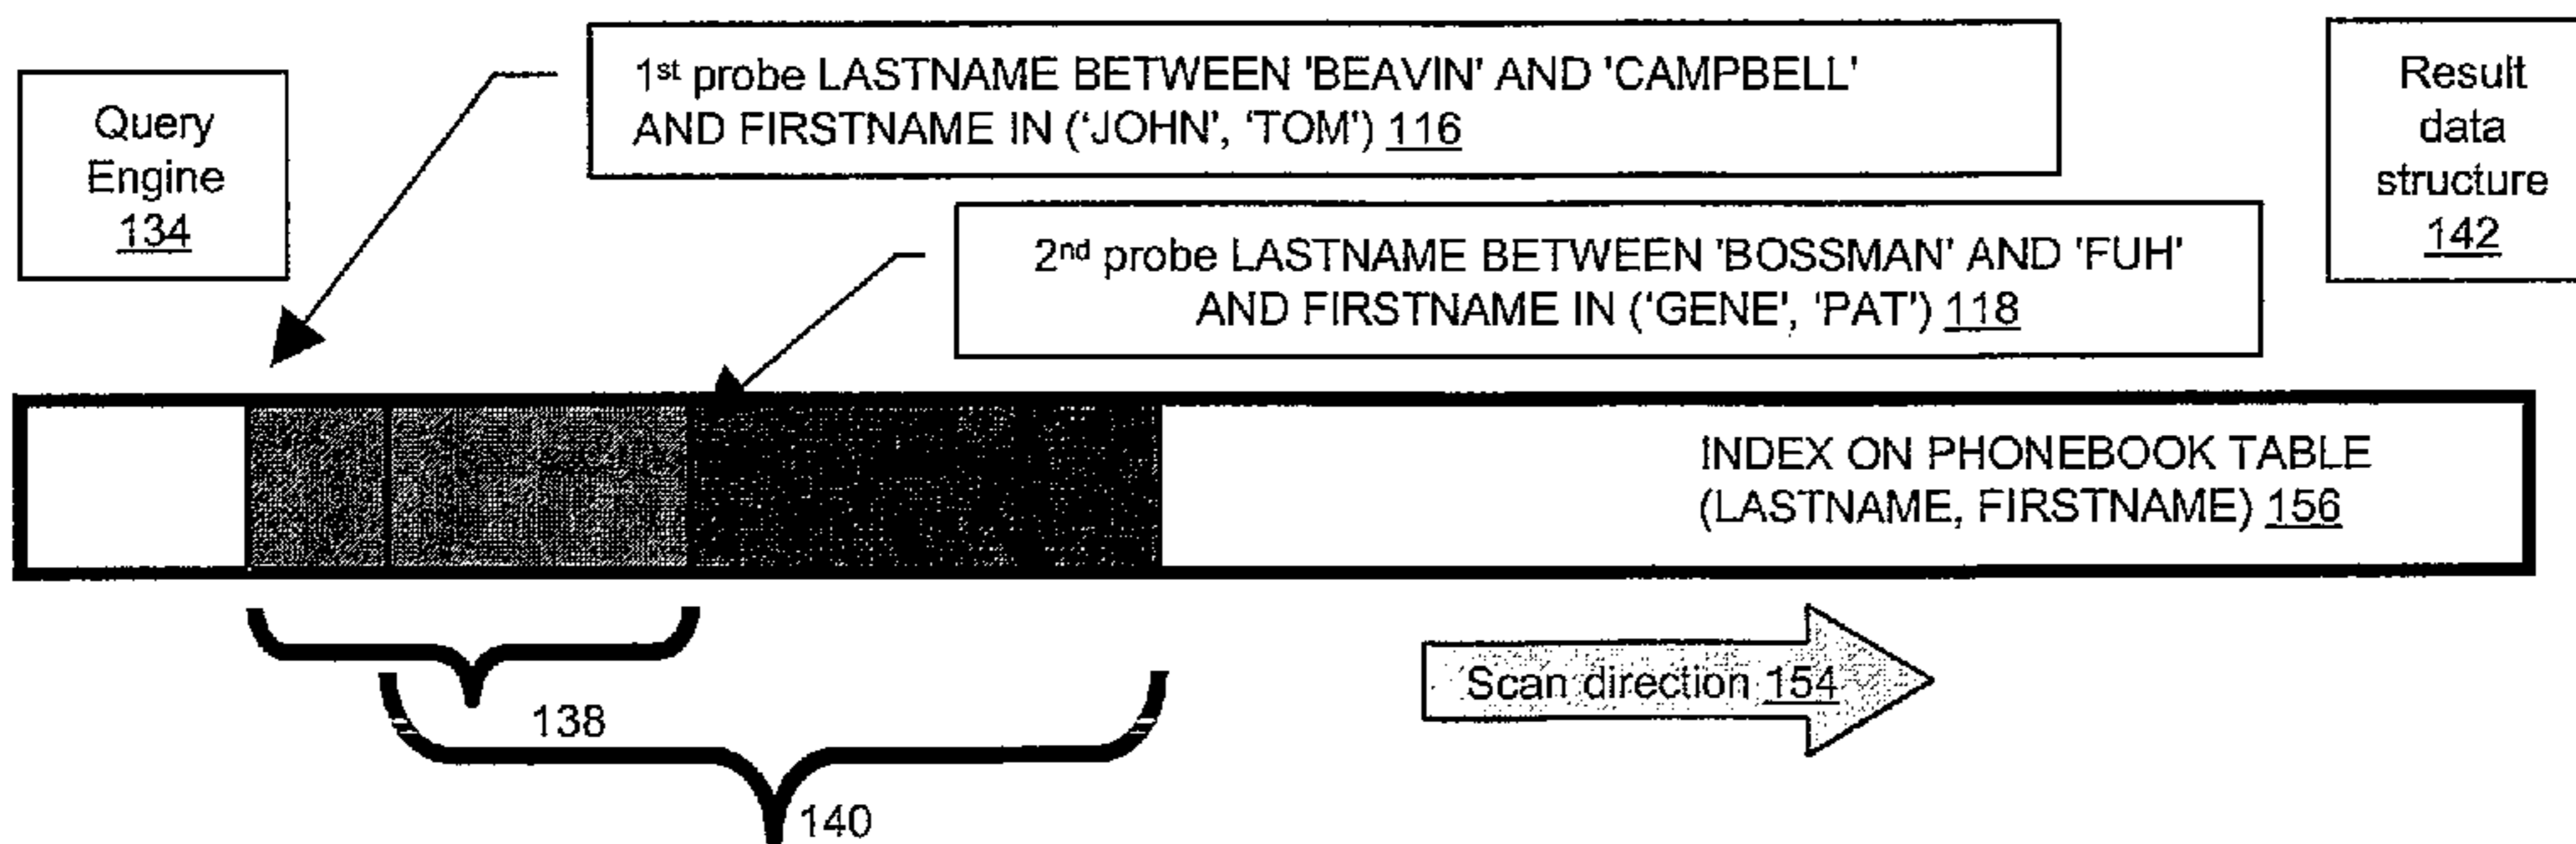 Query
Engine
134
1st probe LASTNAME BETWEEN 'BEAVIN' AND 'CAMPBELL'
AND FIRSTNAME IN (‘JOHN', ‘TOM’) 116
2nd probe LASTNAME BETWEEN 'BOSSMAN' AND 'FUH'
AND FIRSTNAME IN (‘GENE', ‘PAT’) 118
Result
data
structure
142
INDEX ON PHONEBOOK TABLE
(LASTNAME, FIRSTNAME) 156
Scan direction 154
138
140